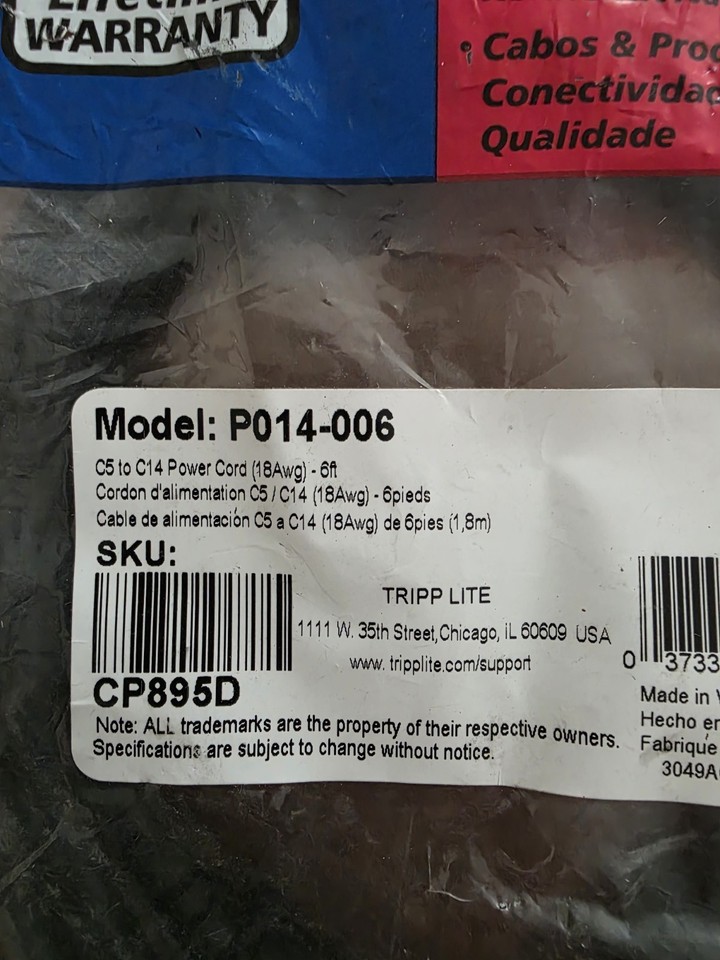 WARRANTY
Cabos &
Qualidade
Model: P014-006
C5 to C14 Power Cord (18Awg) - 6ft
Cordon d'alimentation C5 / C14 (18Awg) - 6pieds
Cable de alimentación C5 a C14 (18Awg) de 6pies (1,8m)
SKU:
TRIPP LITE
1111 W. 35th Street,Chicago, iL 60609 USA
www. tripplite.com/support
0 3733
CP895D
Note: ALL trademarks are the property of their respective owners.
Specifications are subject to change without notice.
Made in
Hecho en
Fabriqué
3049A